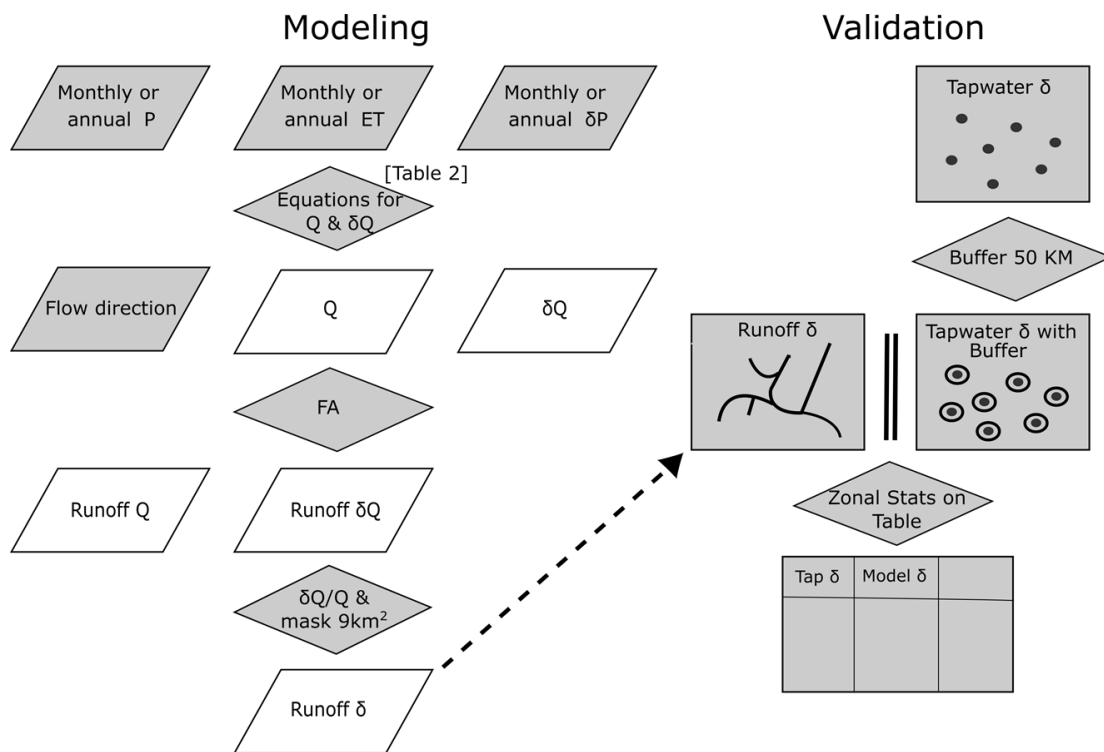 Modeling
Validation
Monthly or
annual P
Monthly or
annual ET
Monthly or
annual δP
[Table 2]
Equations for
Q & δQ
Flow direction
Q
δQ
FA
Runoff Q
Runoff δQ
δQ/Q &
mask 9km²
Runoff δ
Tapwater δ
Buffer 50 KM
Runoff δ
Tapwater δ with
Buffer
Zonal Stats on
Table
Tap δ
Model δ